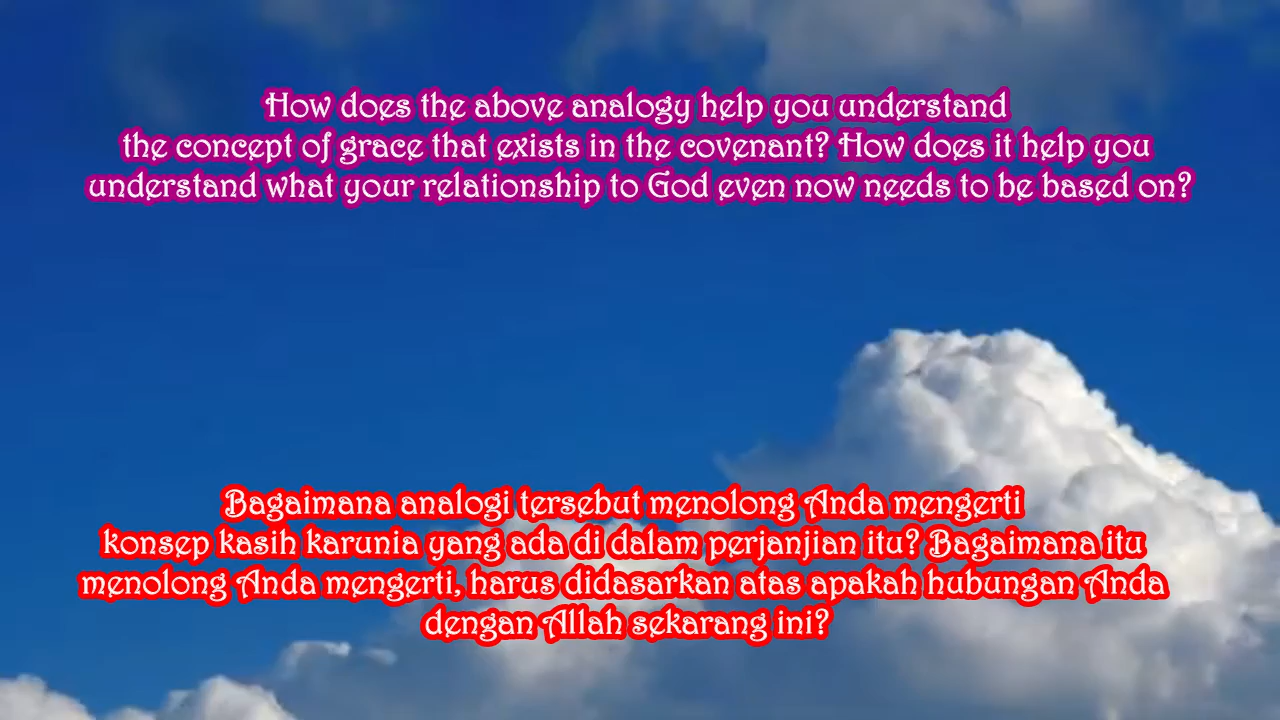 How does the above analogy help you understand
the concept of grace that exists in the covenant? How does it help you
understand what your relationship to God even now needs to be based on?
Bagaimana analogi tersebut menolong Anda mengerti
konsep kasih karunia yang ada di dalam perjanjian itu? Bagaimana itu
menolong Anda mengerti, harus didasarkan atas apakah hubungan Anda
dengan Allah sekarang ini?